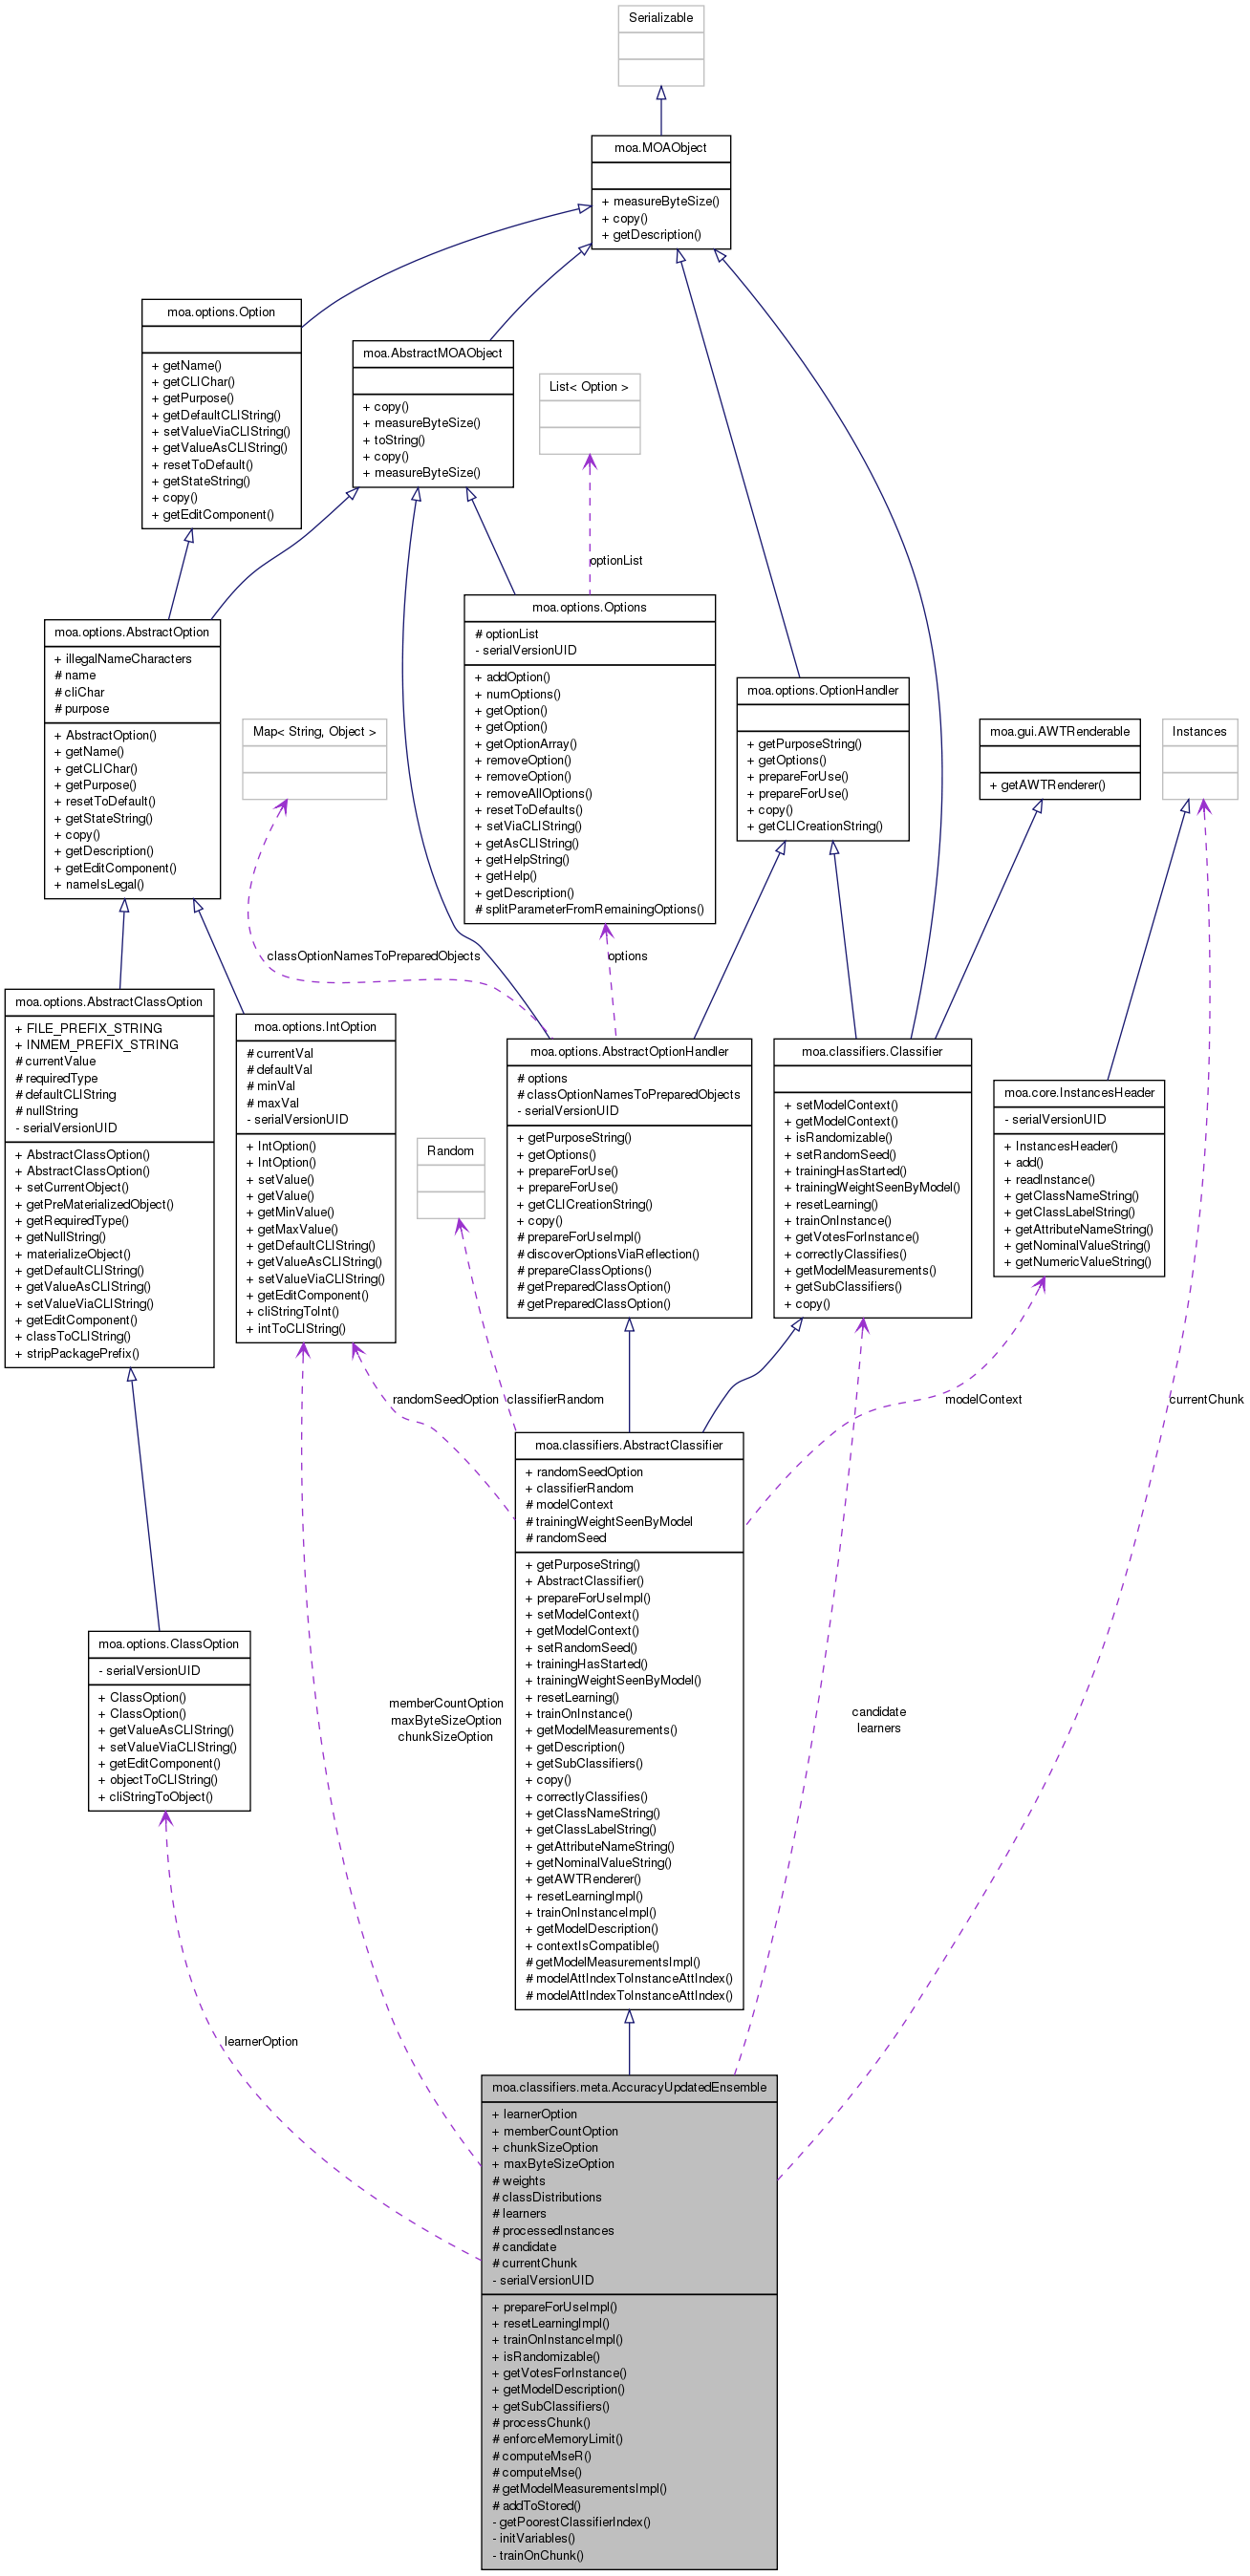 Serializable
moa.MOAObject
+ measureByteSize()
+ copy()
+ getDescription()
moa.options.Option
+ getName()
+ getCLIChar()
+ getPurpose()
+ getDefaultCLIString()
+ setValueViaCLIString()
+ getValueAsCLIString()
+ resetToDefault()
+ getStateString()
+ copy()
+ getEditComponent()
moa.AbstractMOAObject
+ copy()
+ measureByteSize()
+ toString()
+ copy()
+ measureByteSize()
List< Option >
optionList
moa.options.AbstractOption
+ illegalNameCharacters
# name
# cliChar
# purpose
+ AbstractOption()
+ getName()
+ getCLIChar()
+ getPurpose()
+ resetToDefault()
+ getStateString()
+ copy()
+ getDescription()
+ getEditComponent()
+ nameIsLegal()
Map< String, Object >
moa.options.Options
# optionList
- serialVersionUID
+ addOption()
+ numOptions()
+ getOption()
+ getOption()
+ getOptionArray()
+ removeOption()
+ removeOption()
+ removeAllOptions()
+ resetToDefaults()
+ setViaCLIString()
+ getAsCLIString()
+ getHelpString()
+ getHelp()
+ getDescription()
# splitParameterFromRemainingOptions()
moa.options.OptionHandler
+ getPurposeString()
+ getOptions()
+ prepareForUse()
+ prepareForUse()
+ copy()
+ getCLICreationString()
moa.gui.AWTRenderable
+ getAWTRenderer()
Instances
classOptionNamesToPreparedObjects
options
moa.options.AbstractClassOption
+ FILE_PREFIX_STRING
+ INMEM_PREFIX_STRING
# currentValue
# requiredType
# defaultCLIString
# nullString
- serialVersionUID
+ AbstractClassOption()
+ AbstractClassOption()
+ setCurrentObject()
+ getPreMaterializedObject()
+ getRequiredType()
+ getNullString()
+ materializeObject()
+ getDefaultCLIString()
+ getValueAsCLIString()
+ setValueViaCLIString()
+ getEditComponent()
+ classToCLIString()
+ stripPackagePrefix()
moa.options.IntOption
# currentVal
# defaultVal
# minVal
# maxVal
- serialVersionUID
+ IntOption()
+ IntOption()
+ setValue()
+ getValue()
+ getMinValue()
+ getMaxValue()
+ getDefaultCLIString()
+ getValueAsCLIString()
+ setValueViaCLIString()
+ getEditComponent()
+ cliStringToInt()
+ intToCLIString()
Random
moa.options.AbstractOptionHandler
# options
# classOptionNamesToPreparedObjects
- serialVersionUID
+ getPurposeString()
+ getOptions()
+ prepareForUse()
+ prepareForUse()
+ getCLICreationString()
+ copy()
# prepareForUseImpl()
# discoverOptionsViaReflection()
# prepareClassOptions()
# getPreparedClassOption()
# getPreparedClassOption()
moa.classifiers.Classifier
+ setModelContext()
+ getModelContext()
+ isRandomizable()
+ setRandomSeed()
+ trainingHasStarted()
+ trainingWeightSeenByModel()
+ resetLearning()
+ trainOnInstance()
+ getVotesForInstance()
+ correctlyClassifies()
+ getModelMeasurements()
+ getSubClassifiers()
+ copy()
moa.core.InstancesHeader
- serialVersionUID
+ InstancesHeader()
+ add()
+ readInstance()
+ getClassNameString()
+ getClassLabelString()
+ getAttributeNameString()
+ getNominalValueString()
+ getNumericValueString()
randomSeedOption
classifierRandom
modelContext
currentChunk
moa.classifiers.AbstractClassifier
+ randomSeedOption
+ classifierRandom
# modelContext
# trainingWeightSeenByModel
# randomSeed
+ getPurposeString()
+ AbstractClassifier()
+ prepareForUseImpl()
+ setModelContext()
+ getModelContext()
+ setRandomSeed()
+ trainingHasStarted()
+ trainingWeightSeenByModel()
+ resetLearning()
+ trainOnInstance()
+ getModelMeasurements()
+ getDescription()
+ getSubClassifiers()
+ copy()
+ correctlyClassifies()
+ getClassNameString()
+ getClassLabelString()
+ getAttributeNameString()
+ getNominalValueString()
+ getAWTRenderer()
+ resetLearningImpl()
+ trainOnInstanceImpl()
+ getModelDescription()
+ contextIsCompatible()
# getModelMeasurementsImpl()
# modelAttIndexToInstanceAttIndex()
# modelAttIndexToInstanceAttIndex()
moa.options.ClassOption
- serialVersionUID
+ ClassOption()
+ ClassOption()
+ getValueAsCLIString()
+ setValueViaCLIString()
+ getEditComponent()
+ objectToCLIString()
+ cliStringToObject()
memberCountOption
maxByteSizeOption
chunkSizeOption
candidate
learners
learnerOption
moa.classifiers.meta.AccuracyUpdatedEnsemble
+ learnerOption
+ memberCountOption
+ chunkSizeOption
+ maxByteSizeOption
# weights
# classDistributions
# learners
# processedInstances
# candidate
# currentChunk
- serialVersionUID
+ prepareForUseImpl()
+ resetLearningImpl()
+ trainOnInstanceImpl()
+ isRandomizable()
+ getVotesForInstance()
+ getModelDescription()
+ getSubClassifiers()
# processChunk()
# enforceMemoryLimit()
# computeMseR()
# computeMse()
# getModelMeasurementsImpl()
# addToStored()
- getPoorestClassifierIndex()
- initVariables()
- trainOnChunk()